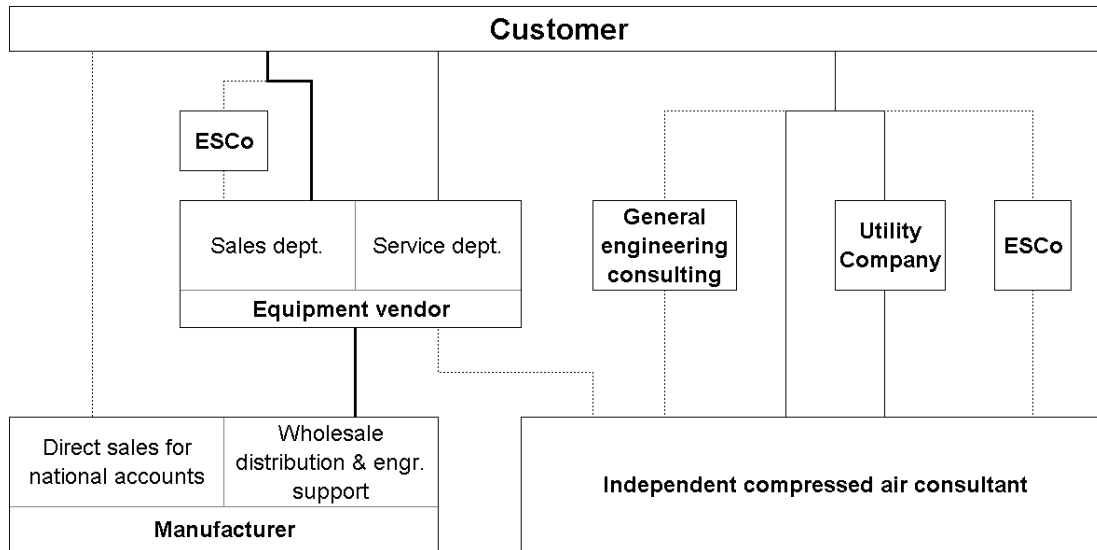 Customer
ESCo
Sales dept.
Service dept.
Equipment vendor
General
engineering
consulting
Utility
Company
ESCo
Direct sales for
national accounts
Wholesale
distribution & engr.
support
Manufacturer
Independent compressed air consultant